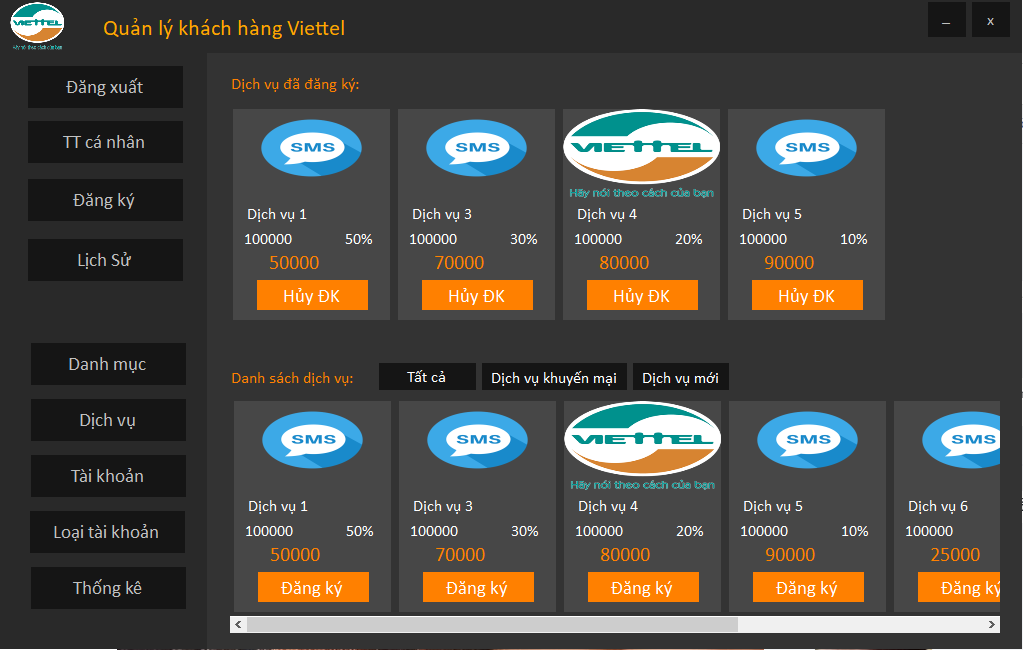 VIETTEL
Hãy nói theo cách của bạn
Quản lý khách hàng Viettel
_
x
Đăng xuất
TT cá nhân
Đăng ký
Lịch Sử
Danh mục
Dịch vụ
Tài khoản
Loại tài khoản
Thống kê
Dịch vụ đã đăng ký:
SMS
Dịch vụ 1
100000 50%
50000
Hủy ĐK
SMS
Dịch vụ 3
100000 30%
70000
Hủy ĐK
VIETTEL
Hãy nói theo cách của bạn
Dịch vụ 4
100000 20%
80000
Hủy ĐK
SMS
Dịch vụ 5
100000 10%
90000
Hủy ĐK
Danh sách dịch vụ:
Tất cả
Dịch vụ khuyến mại
Dịch vụ mới
SMS
Dịch vụ 1
100000 50%
50000
Đăng ký
SMS
Dịch vụ 3
100000 30%
70000
Đăng ký
VIETTEL
Hãy nói theo cách của bạn
Dịch vụ 4
100000 20%
80000
Đăng ký
SMS
Dịch vụ 5
100000 10%
90000
Đăng ký
SMS
Dịch vụ 6
100000
25000
Đăng ký